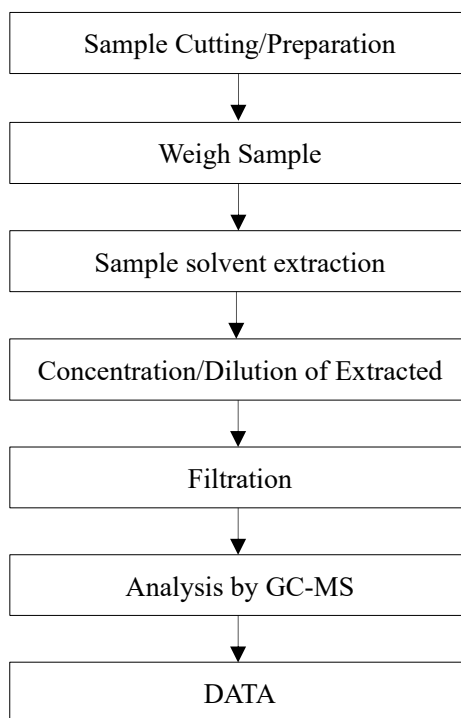 Sample Cutting/Preparation
Weigh Sample
Sample solvent extraction
Concentration/Dilution of Extracted
Filtration
Analysis by GC-MS
DATA